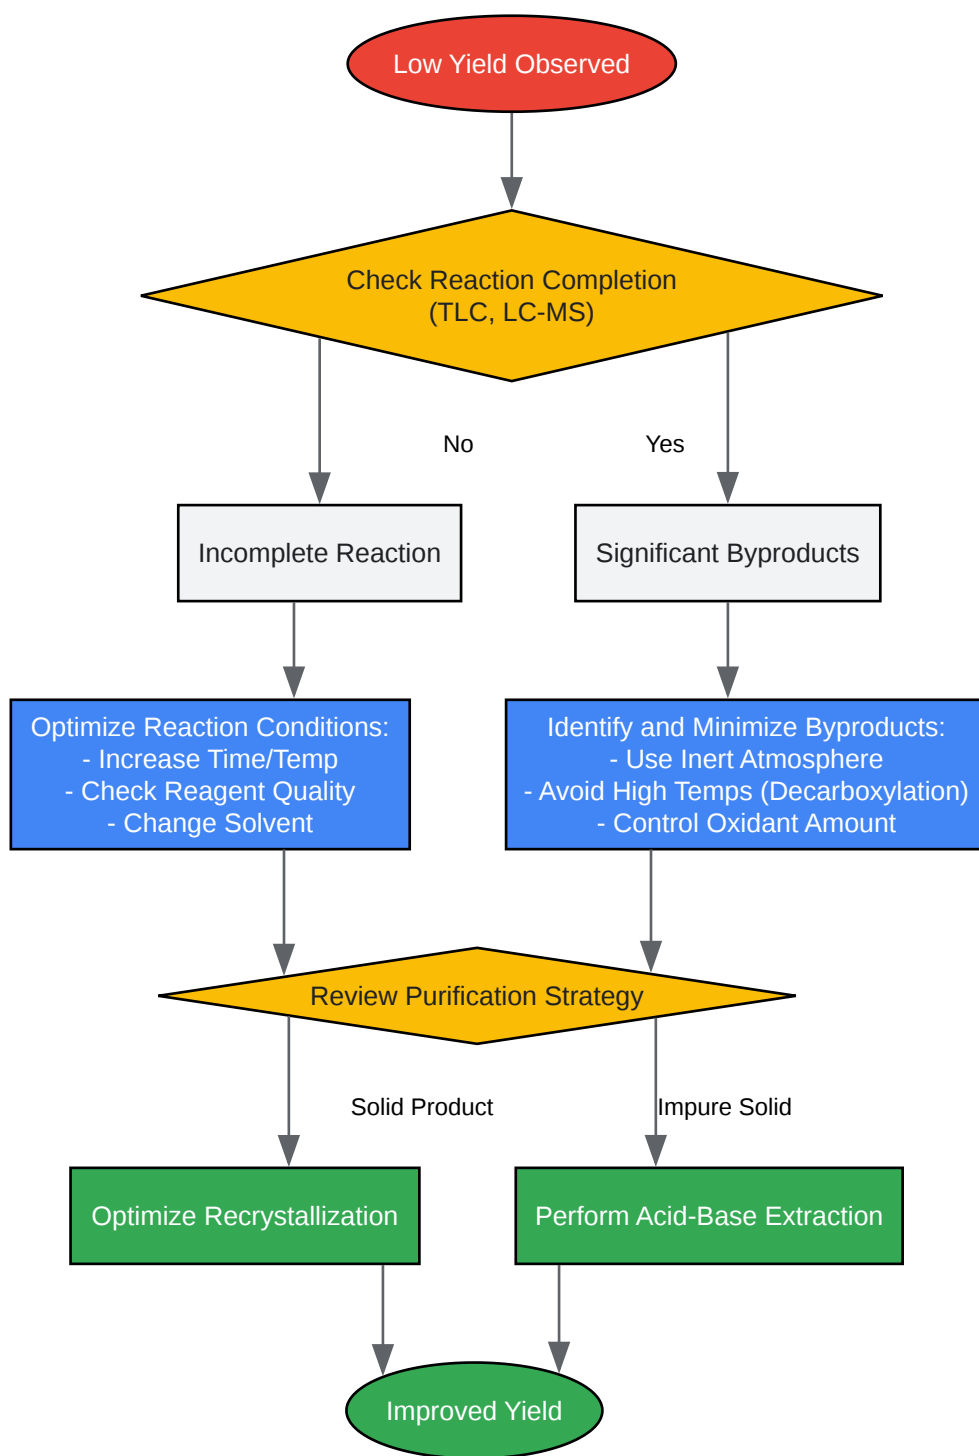 Low Yield Observed
Check Reaction Completion
(TLC, LC-MS)
No
Yes
Incomplete Reaction
Significant Byproducts
Optimize Reaction Conditions:
- Increase Time/Temp
- Check Reagent Quality
- Change Solvent
Identify and Minimize Byproducts:
- Use Inert Atmosphere
- Avoid High Temps (Decarboxylation)
- Control Oxidant Amount
Review Purification Strategy
Solid Product
Impure Solid
Optimize Recrystallization
Perform Acid-Base Extraction
Improved Yield